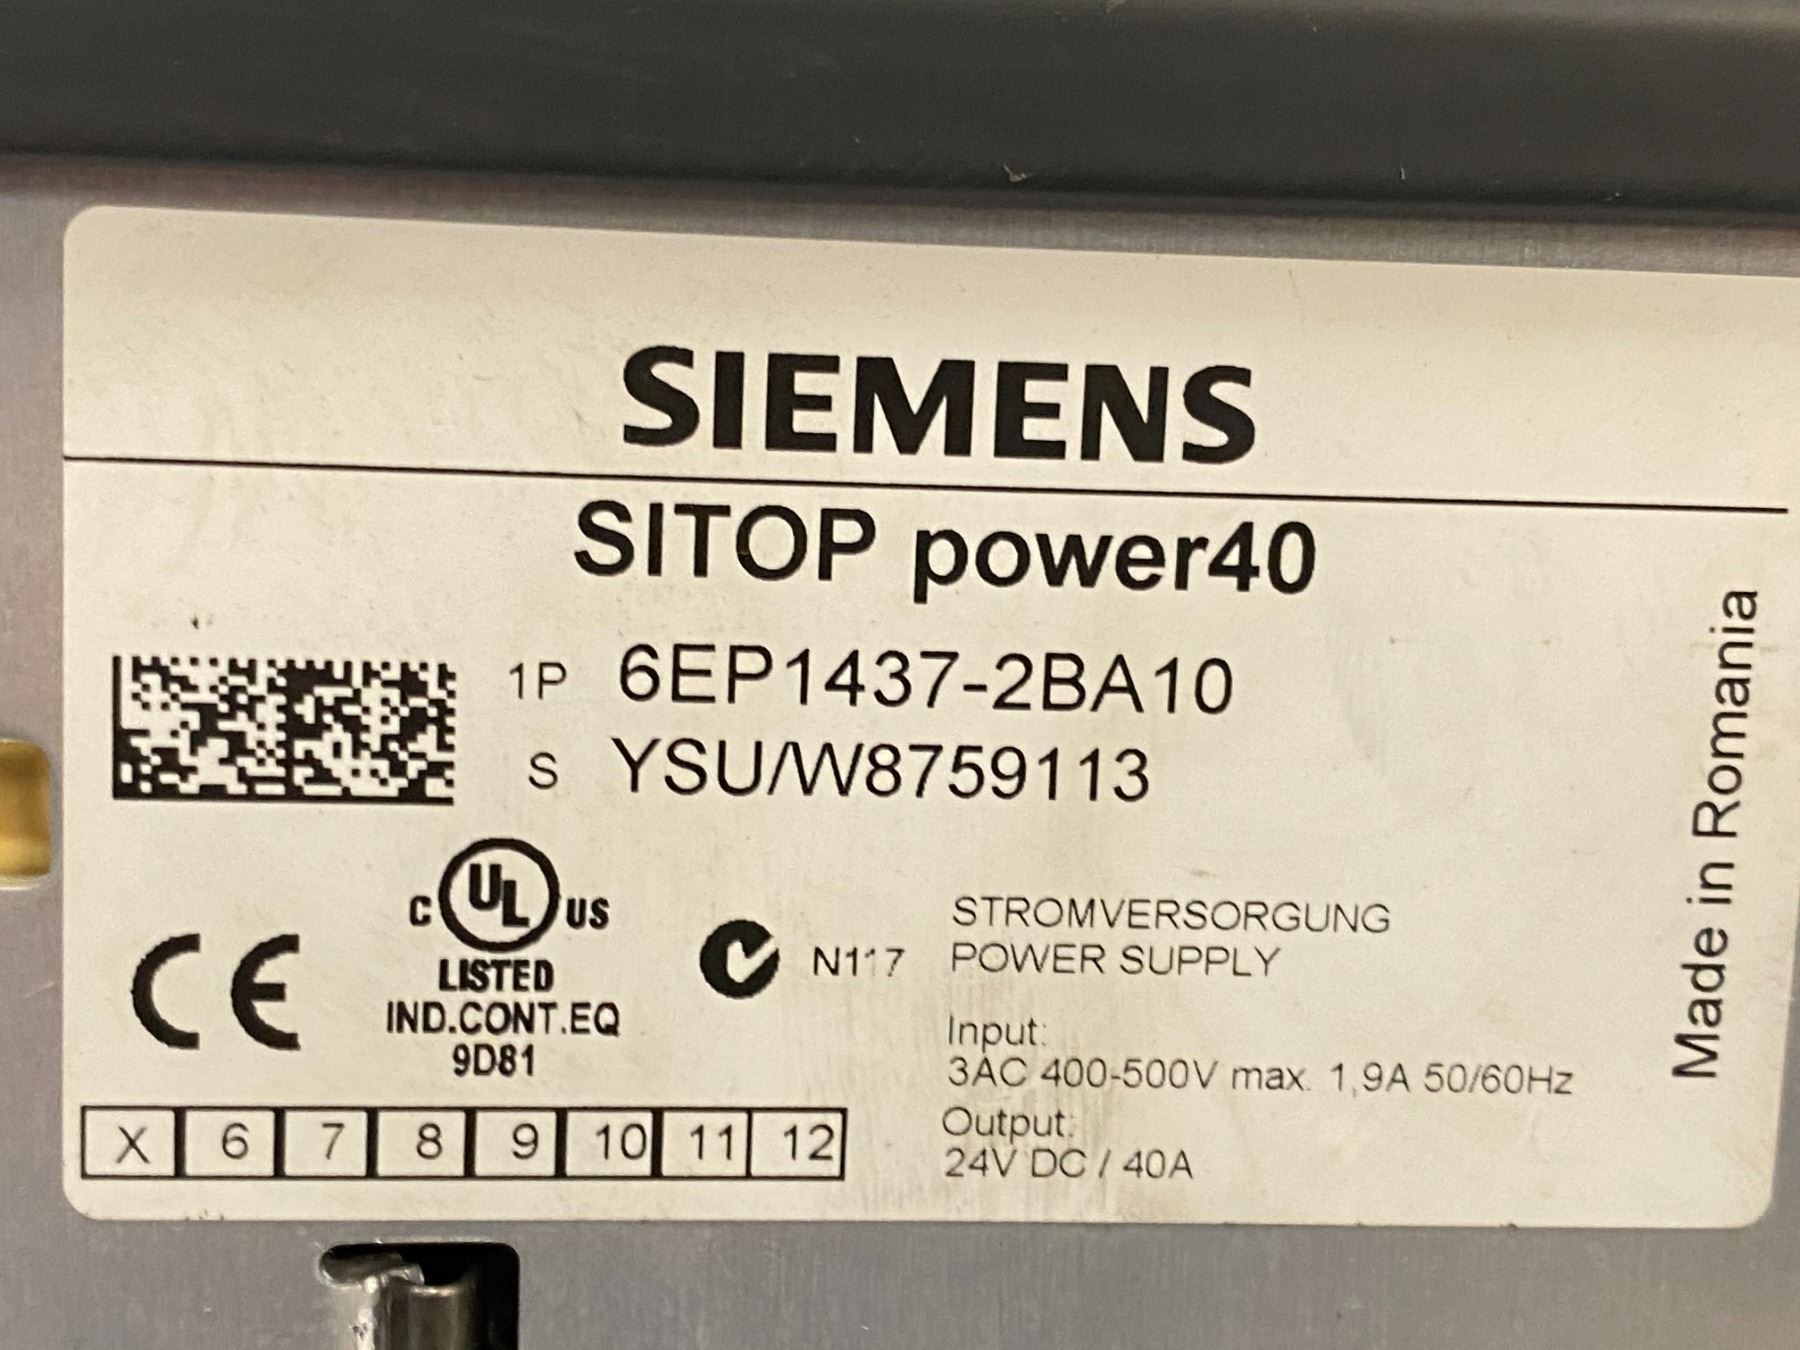 SIEMENS
SITOP power40
1P 6EP1437-2BA10
S YSU/W8759113
C UL US
LISTED
IND.CONT.EQ
9D81
CE
N117
STROMVERSORGUNG
POWER SUPPLY
Input:
3AC 400-500V max. 1,9A 50/60Hz
Output:
24V DC / 40A
X 6 7 8 9 10 11 12
Made in Romania